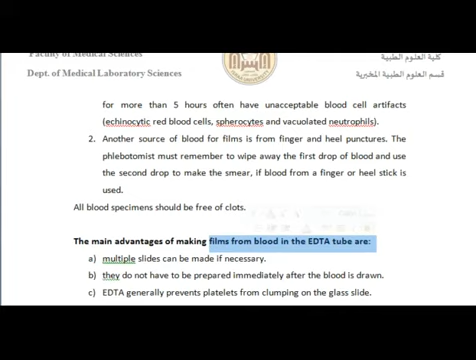 Faculty of Medical Sciences
كلية العلوم الطبية
Dept. of Medical Laboratory Sciences
قسم العلوم الطبية المخبرية
for more than 5 hours often have unacceptable blood cell artifacts
(echinocytic red blood cells, spherocytes and vacuolated neutrophils).
2. Another source of blood for films is from finger and heel punctures. The
phlebotomist must remember to wipe away the first drop of blood and use
the second drop to make the smear, if blood from a finger or heel stick is
used.
All blood specimens should be free of clots.
The main advantages of making films from blood in the EDTA tube are:
a) multiple slides can be made if necessary.
b) they do not have to be prepared immediately after the blood is drawn.
c) EDTA generally prevents platelets from clumping on the glass slide.